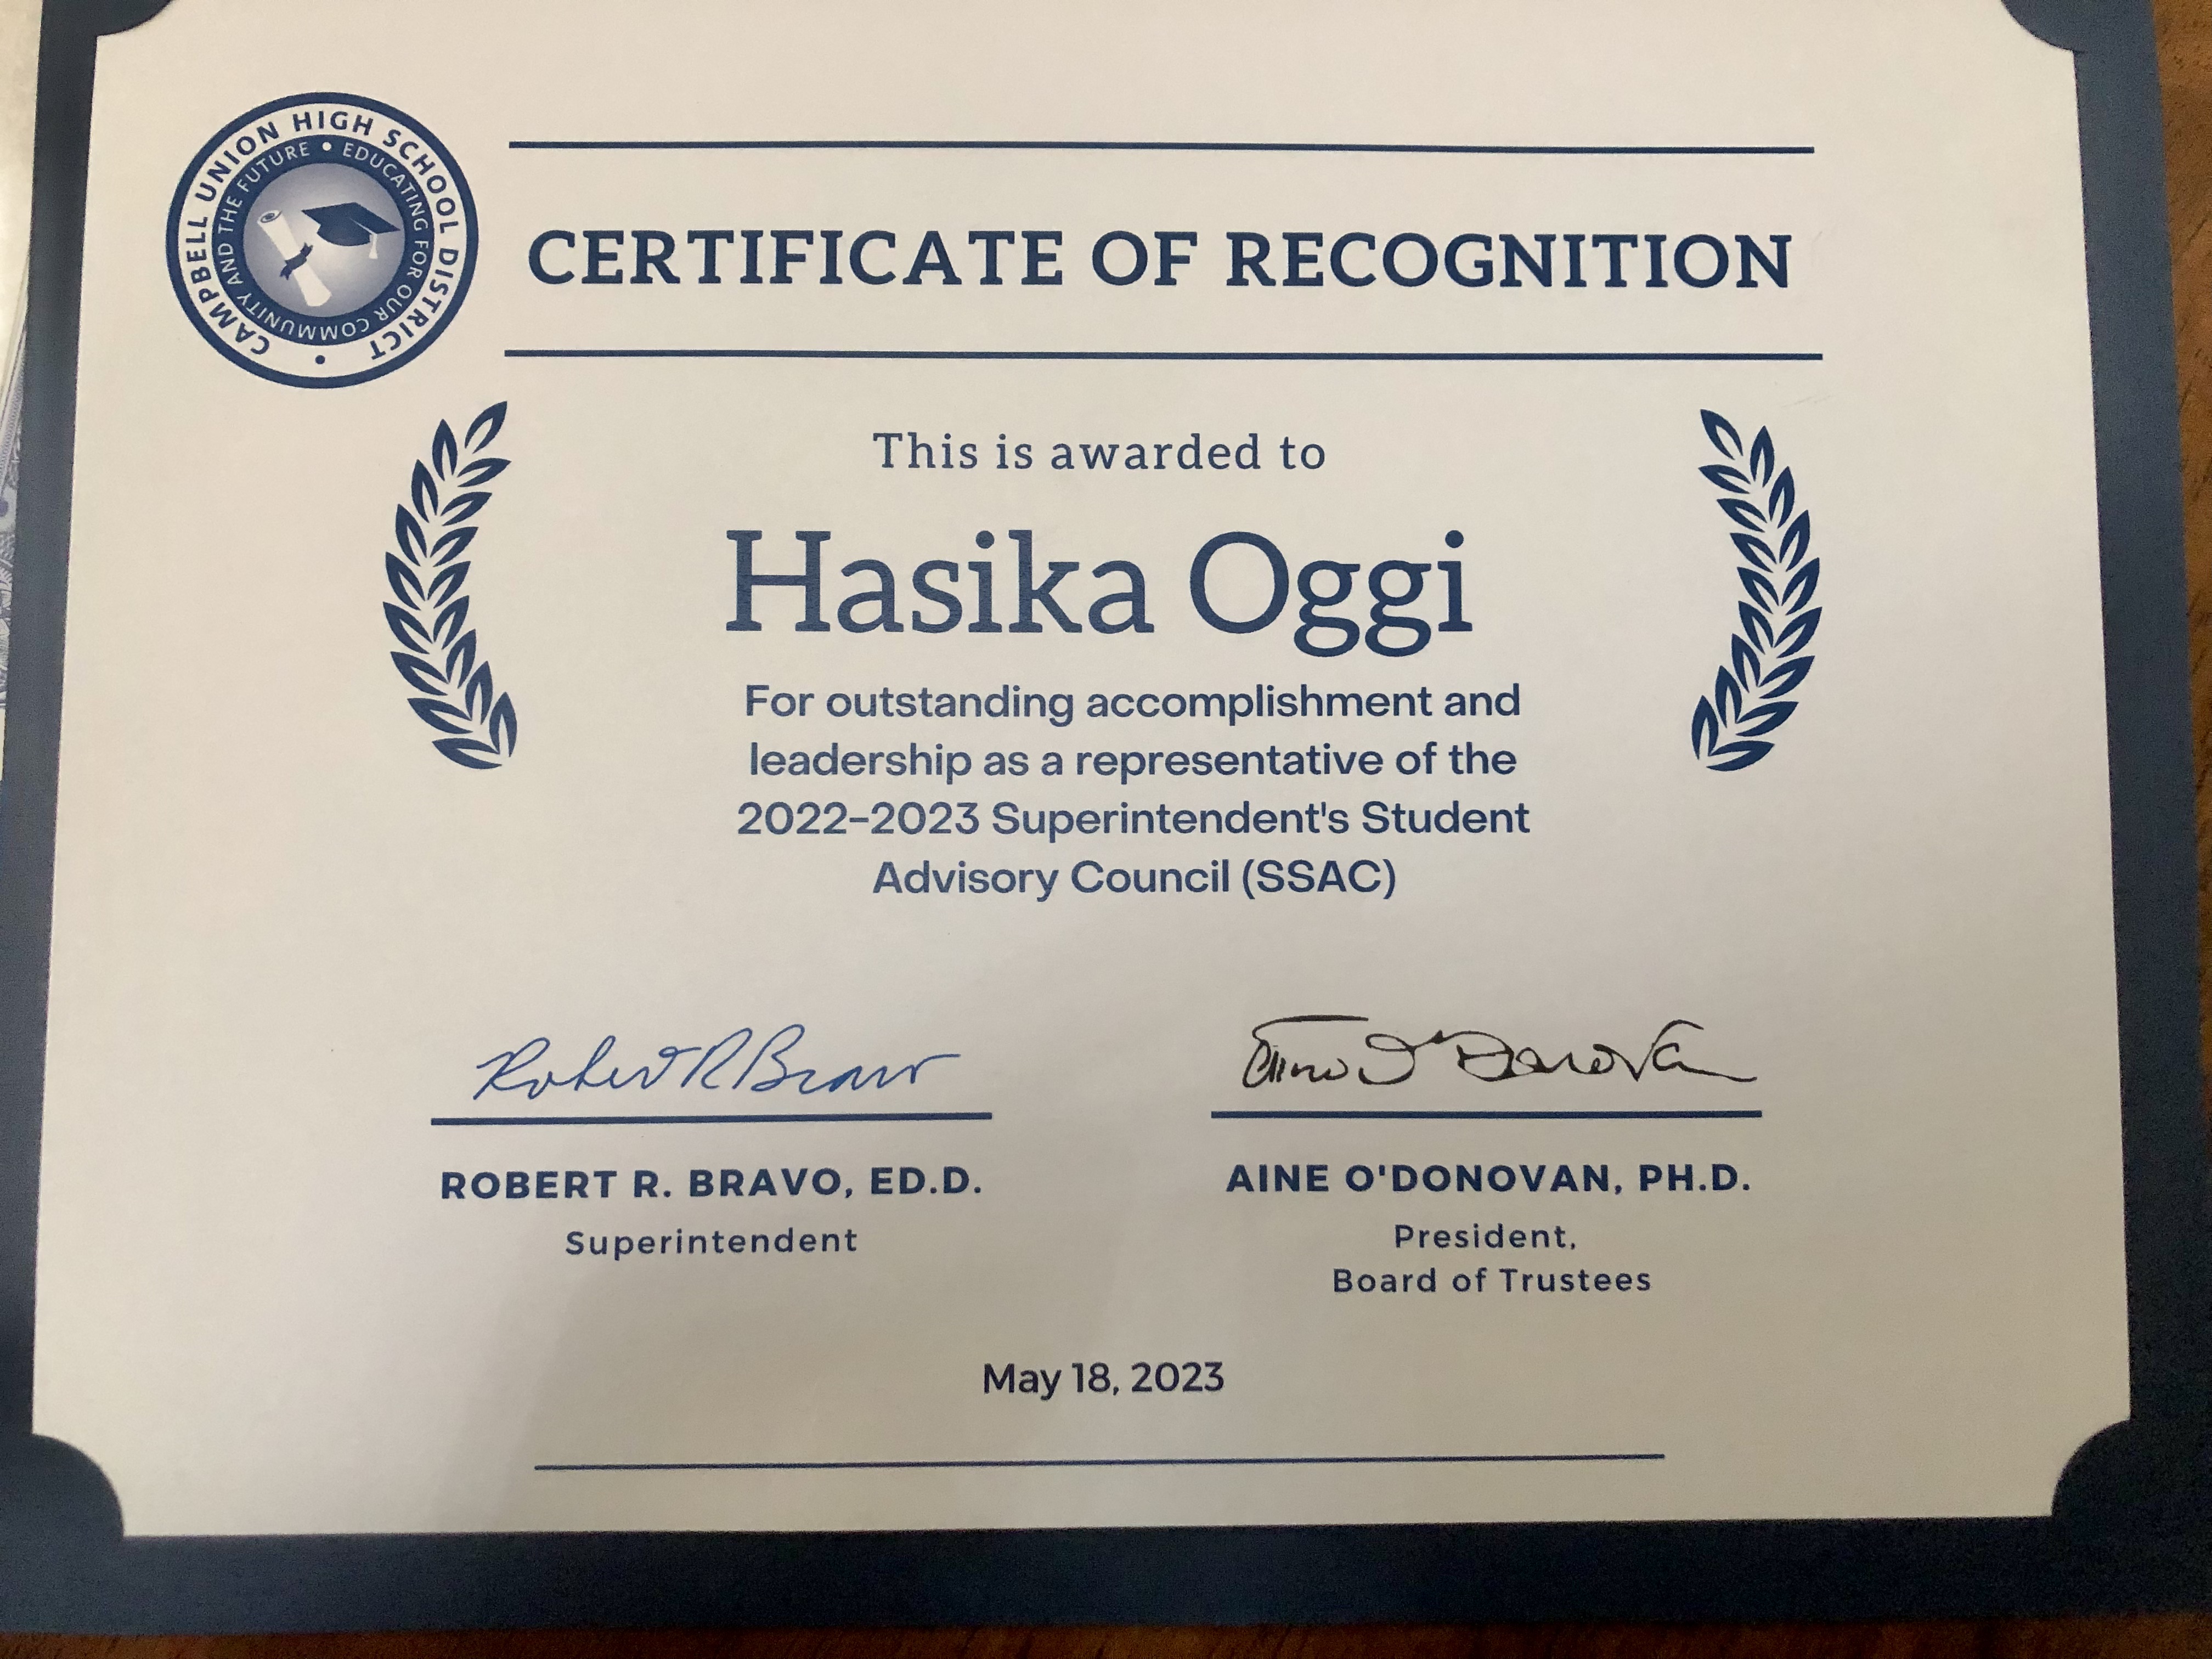 CAMPBELL UNION HIGH SCHOOL DISTRICT
EDUCATING FOR OUR COMMUNITY AND THE FUTURE
CERTIFICATE OF RECOGNITION
This is awarded to
Hasika Oggi
For outstanding accomplishment and
leadership as a representative of the
2022-2023 Superintendent's Student
Advisory Council (SSAC)
Robert R Bravo
Aine O'Donovan
ROBERT R. BRAVO, ED.D.
Superintendent
AINE O'DONOVAN, PH.D.
President,
Board of Trustees
May 18, 2023